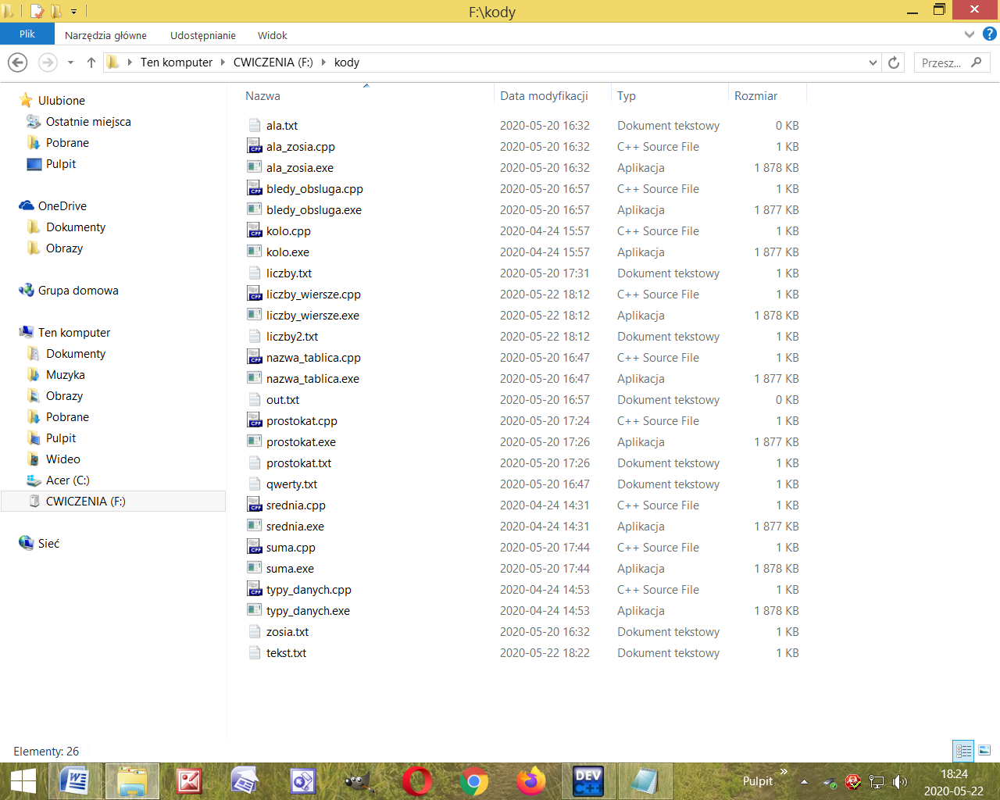 F:\kody
Plik Narzędzia główne Udostępnianie Widok
Ten komputer CWICZENIA (F:) kody Przesz...
Ulubione
Ostatnie miejsca
Pobrane
Pulpit
OneDrive
Dokumenty
Obrazy
Grupa domowa
Ten komputer
Dokumenty
Muzyka
Obrazy
Pobrane
Pulpit
Wideo
Acer (C:)
CWICZENIA (F:)
Sieć
Nazwa Data modyfikacji Typ Rozmiar
ala.txt 2020-05-20 16:32 Dokument tekstowy 0 KB
ala_zosia.cpp 2020-05-20 16:32 C++ Source File 1 KB
ala_zosia.exe 2020-05-20 16:32 Aplikacja 1 878 KB
bledy_obsluga.cpp 2020-05-20 16:57 C++ Source File 1 KB
bledy_obsluga.exe 2020-05-20 16:57 Aplikacja 1 877 KB
kolo.cpp 2020-04-24 15:57 C++ Source File 1 KB
kolo.exe 2020-04-24 15:57 Aplikacja 1 877 KB
liczby.txt 2020-05-20 17:31 Dokument tekstowy 1 KB
liczby_wiersze.cpp 2020-05-22 18:12 C++ Source File 1 KB
liczby_wiersze.exe 2020-05-22 18:12 Aplikacja 1 878 KB
liczby2.txt 2020-05-22 18:12 Dokument tekstowy 1 KB
nazwa_tablica.cpp 2020-05-20 16:47 C++ Source File 1 KB
nazwa_tablica.exe 2020-05-20 16:47 Aplikacja 1 877 KB
out.txt 2020-05-20 16:57 Dokument tekstowy 0 KB
prostokat.cpp 2020-05-20 17:24 C++ Source File 1 KB
prostokat.exe 2020-05-20 17:26 Aplikacja 1 877 KB
prostokat.txt 2020-05-20 17:26 Dokument tekstowy 1 KB
qwerty.txt 2020-05-20 16:47 Dokument tekstowy 1 KB
srednia.cpp 2020-04-24 14:31 C++ Source File 1 KB
srednia.exe 2020-04-24 14:31 Aplikacja 1 877 KB
suma.cpp 2020-05-20 17:44 C++ Source File 1 KB
suma.exe 2020-05-20 17:44 Aplikacja 1 878 KB
typy_danych.cpp 2020-04-24 14:53 C++ Source File 1 KB
typy_danych.exe 2020-04-24 14:53 Aplikacja 1 878 KB
zosia.txt 2020-05-20 16:32 Dokument tekstowy 1 KB
tekst.txt 2020-05-22 18:22 Dokument tekstowy 1 KB
Elementy: 26
DEV
C++
Pulpit
18:24
2020-05-22